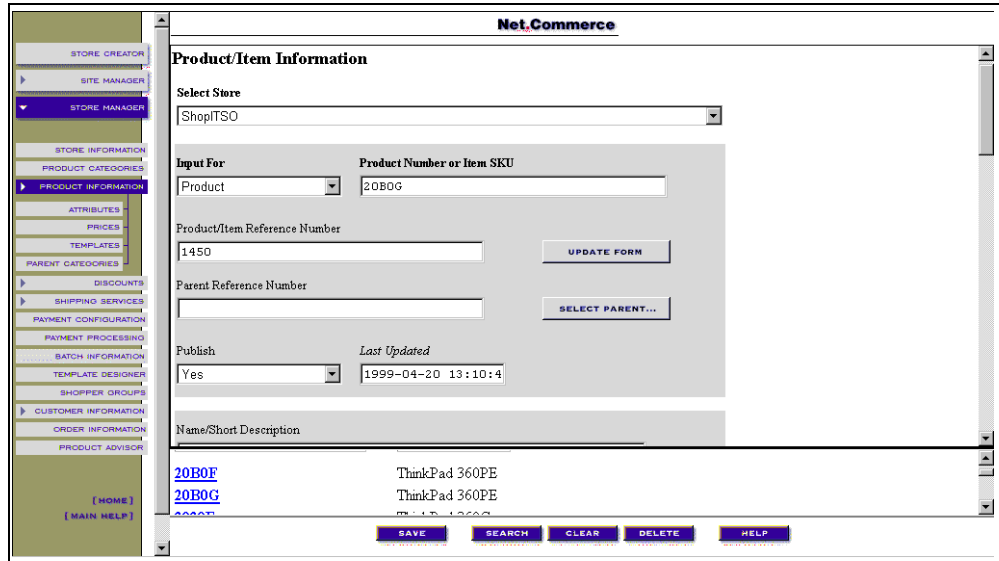 Net.Commerce
STORE CREATOR
SITE MANAGER
STORE MANAGER
STORE INFORMATION
PRODUCT CATEGORIES
PRODUCT INFORMATION
ATTRIBUTES
PRICES
TEMPLATES
PARENT CATEGORIES
DISCOUNTS
SHIPPING SERVICES
PAYMENT CONFIGURATION
PAYMENT PROCESSING
BATCH INFORMATION
TEMPLATE DESIGNER
SHOPPER GROUPS
CUSTOMER INFORMATION
ORDER INFORMATION
PRODUCT ADVISOR
[HOME]
[MAIN HELP]
Product/Item Information
Select Store
ShopITSO
Input For Product Number or Item SKU
Product 20B0G
Product/Item Reference Number
1450 UPDATE FORM
Parent Reference Number
SELECT PARENT...
Publish Last Updated
Yes 1999-04-20 13:10:4
Name/Short Description
20B0F ThinkPad 360PE
20B0G ThinkPad 360PE
SAVE SEARCH CLEAR DELETE HELP